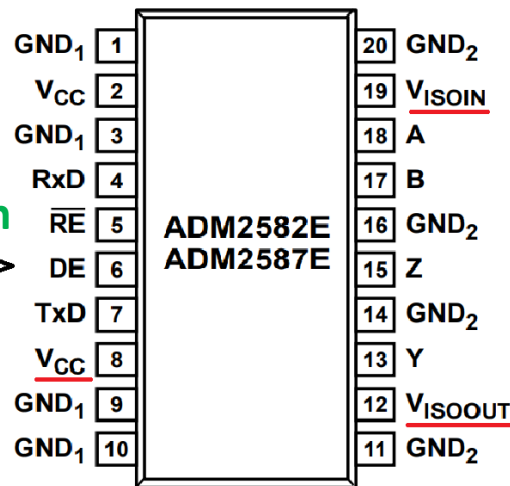 GND1 1 20 GND2
VCC 2 19 VISOIN
GND1 3 18 A
RxD 4 17 B
RE 5 16 GND2
ADM2582E
ADM2587E
> DE 6 15 Z
TxD 7 14 GND2
VCC 8 13 Y
GND1 9 12 VISOOUT
GND1 10 11 GND2